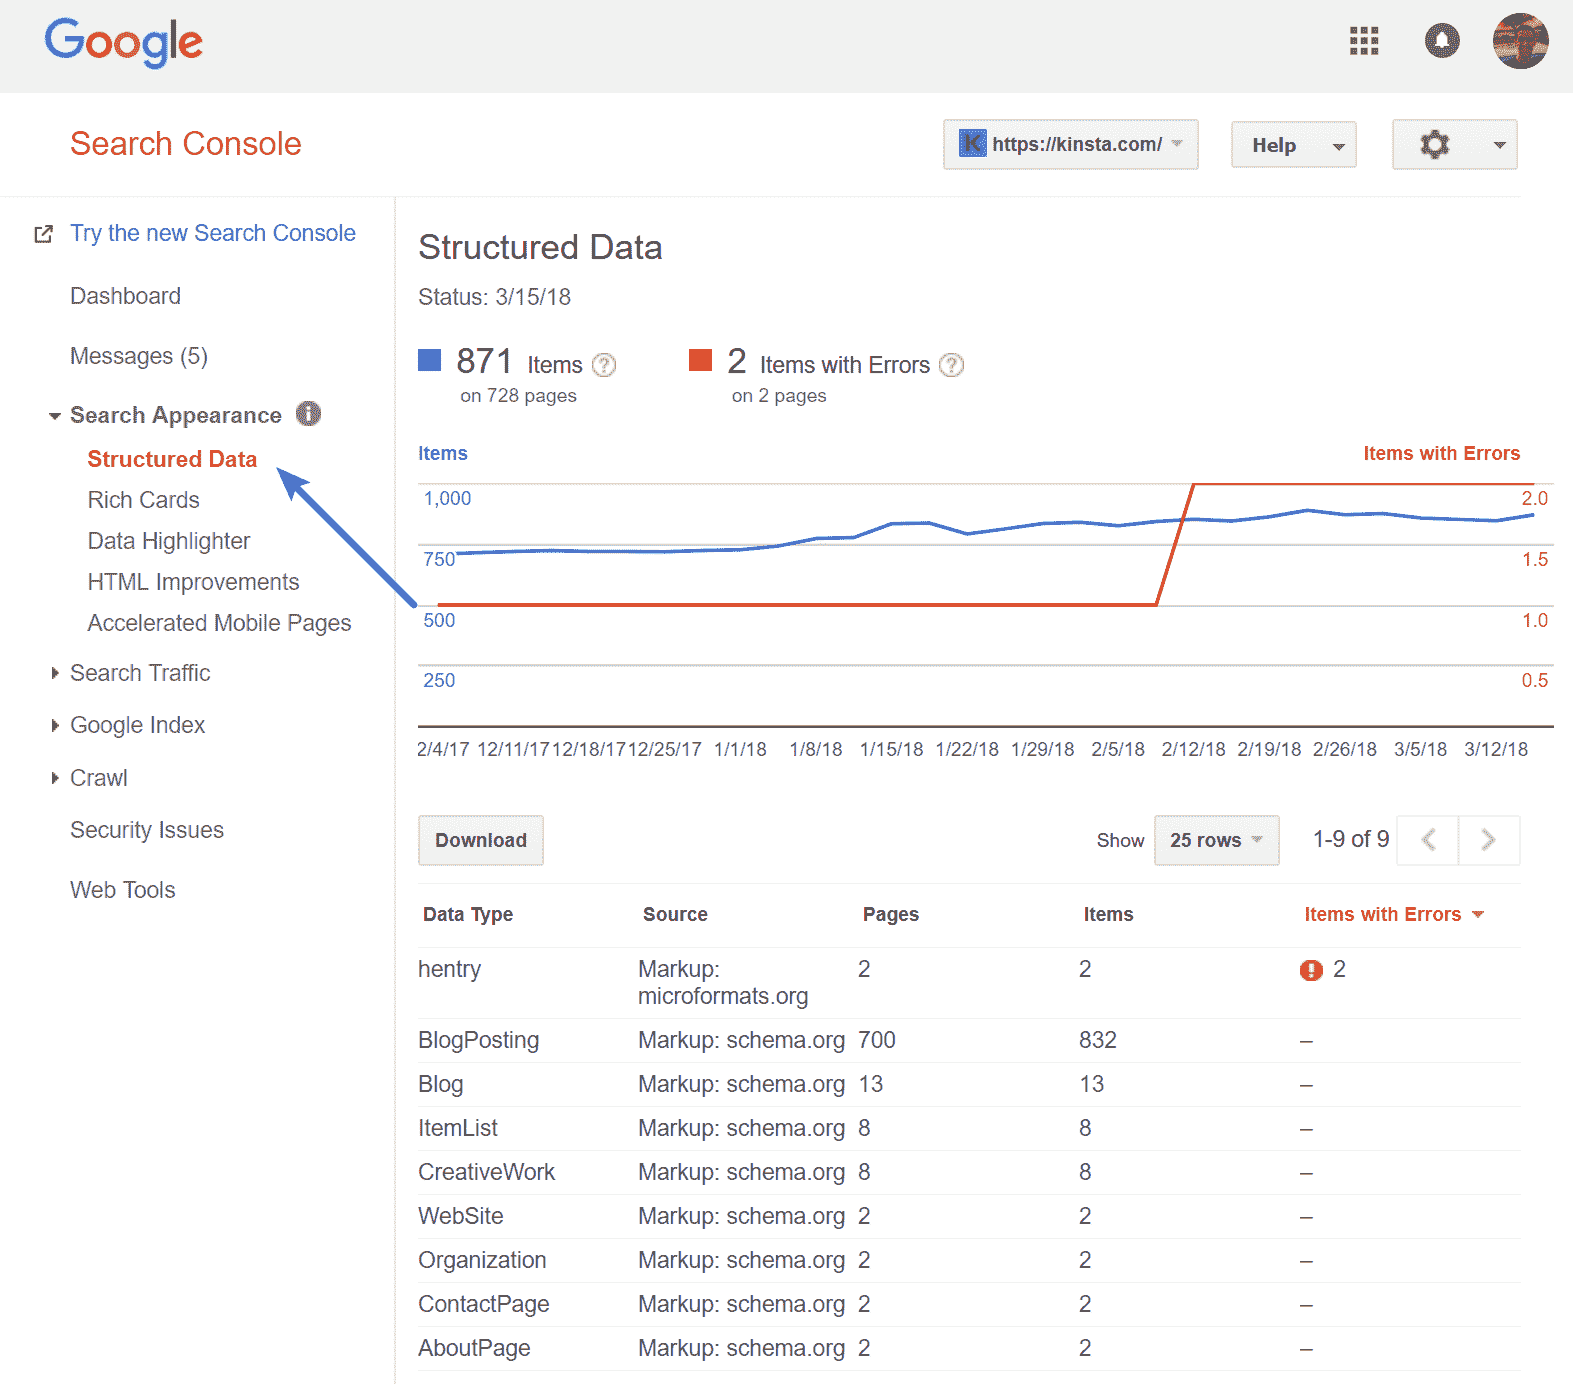 Google
Search Console
K https://kinsta.com/
Help
Try the new Search Console
Dashboard
Messages (5)
Search Appearance
Structured Data
Rich Cards
Data Highlighter
HTML Improvements
Accelerated Mobile Pages
Search Traffic
Google Index
Crawl
Security Issues
Web Tools
Structured Data
Status: 3/15/18
871 Items ?
on 728 pages
2 Items with Errors ?
on 2 pages
Items Items with Errors
1,000 2.0
750 1.5
500 1.0
250 0.5
2/4/17 12/11/17 12/18/17 12/25/17 1/1/18 1/8/18 1/15/18 1/22/18 1/29/18 2/5/18 2/12/18 2/19/18 2/26/18 3/5/18 3/12/18
Download Show 25 rows 1-9 of 9
Data Type Source Pages Items Items with Errors
hentry Markup: 2 2 2
microformats.org
BlogPosting Markup: schema.org 700 832 –
Blog Markup: schema.org 13 13 –
ItemList Markup: schema.org 8 8 –
CreativeWork Markup: schema.org 8 8 –
WebSite Markup: schema.org 2 2 –
Organization Markup: schema.org 2 2 –
ContactPage Markup: schema.org 2 2 –
AboutPage Markup: schema.org 2 2 –